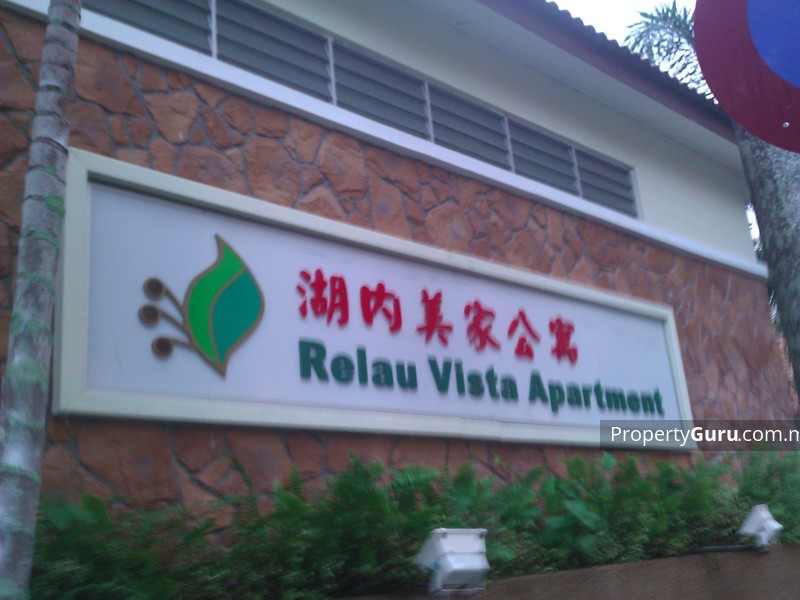 湖内美家公寓
Relau Vista Apartment
PropertyGuru.com.m